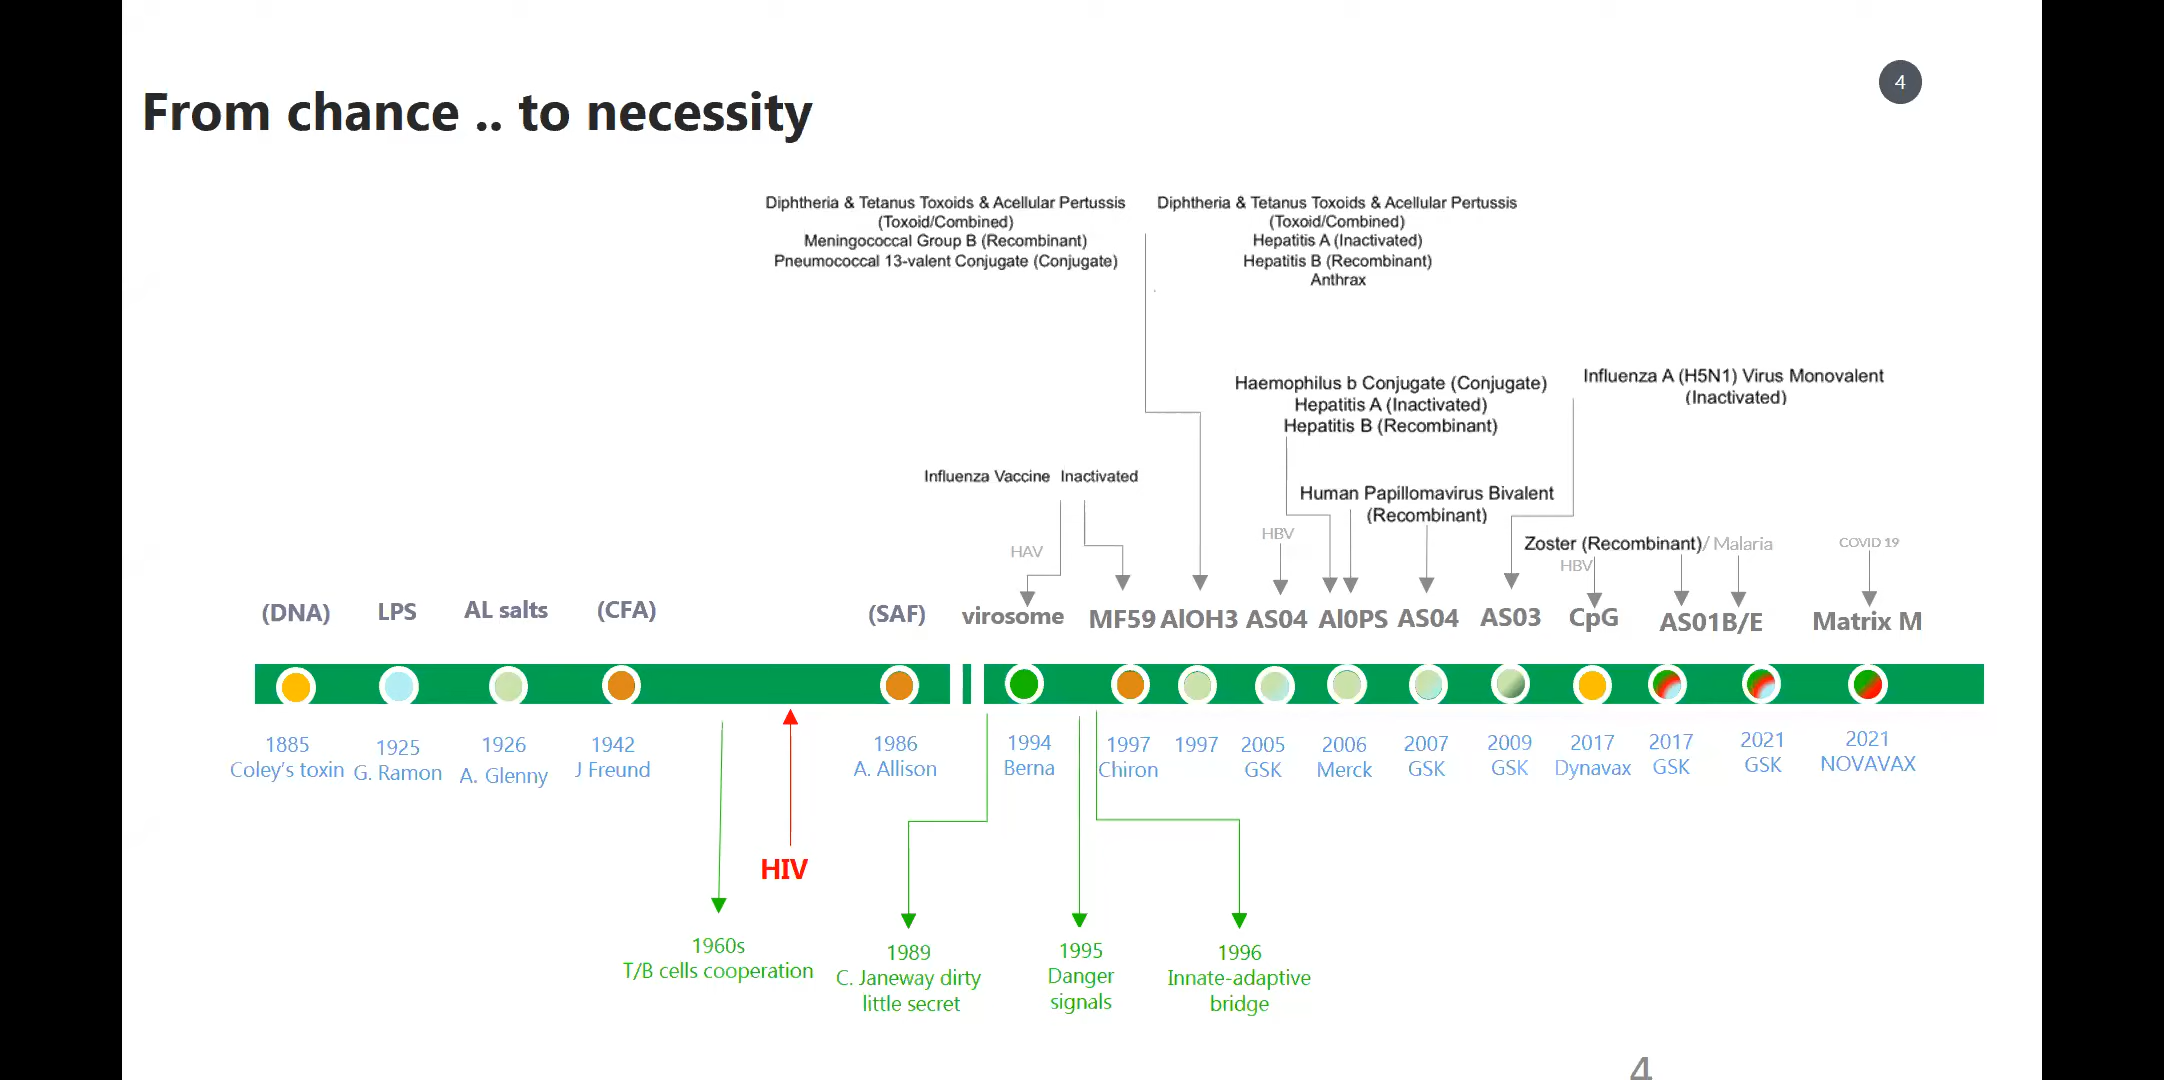 4
From chance .. to necessity
Diphtheria & Tetanus Toxoids & Acellular Pertussis
(Toxoid/Combined)
Meningococcal Group B (Recombinant)
Pneumococcal 13-valent Conjugate (Conjugate)
Diphtheria & Tetanus Toxoids & Acellular Pertussis
(Toxoid/Combined)
Hepatitis A (Inactivated)
Hepatitis B (Recombinant)
Anthrax
Haemophilus b Conjugate (Conjugate)
Hepatitis A (Inactivated)
Hepatitis B (Recombinant)
Influenza A (H5N1) Virus Monovalent
(Inactivated)
Influenza Vaccine Inactivated
Human Papillomavirus Bivalent
(Recombinant)
HAV
HBV
Zoster (Recombinant)/ Malaria
HBV
COVID 19
(DNA)
LPS
AL salts
(CFA)
(SAF)
virosome
MF59
AlOH3
AS04
Al0PS
AS04
AS03
CpG
AS01B/E
Matrix M
1885
Coley's toxin
1925
G. Ramon
1926
A. Glenny
1942
J Freund
1986
A. Allison
1994
Berna
1997
Chiron
1997
2005
GSK
2006
Merck
2007
GSK
2009
GSK
2017
Dynavax
2017
GSK
2021
GSK
2021
NOVAVAX
HIV
1960s
T/B cells cooperation
1989
C. Janeway dirty
little secret
1995
Danger
signals
1996
Innate-adaptive
bridge
4